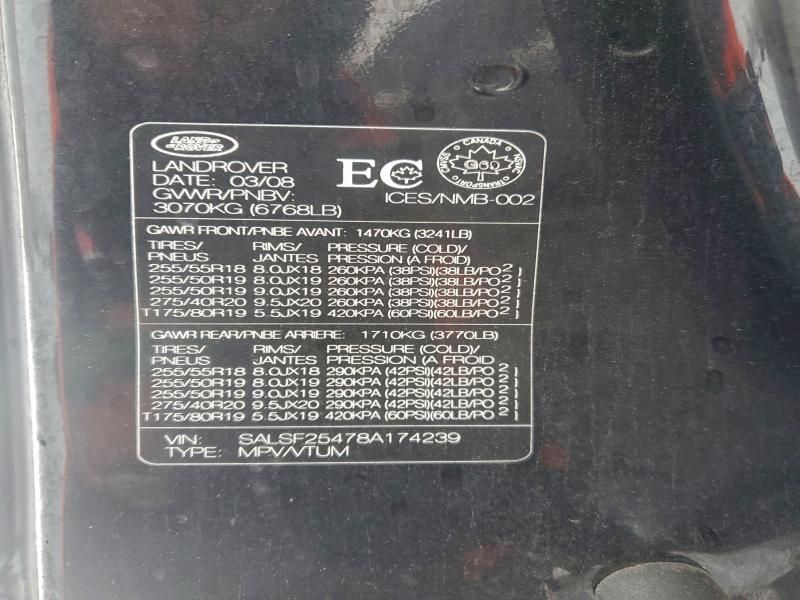 LAND ROVER
LANDROVER
DATE: 03/08
GVWR/PNBV:
3070KG (6768LB)
EC
CANADA
TRANSPORT
CMVSS NSVAC
ICES/NMB-002
GAWR FRONT/PNBE AVANT: 1470KG (3241LB)
TIRES/ RIMS/ PRESSURE (COLD)/
PNEUS JANTES PRESSION (A FROID)
255/55R18 8.0JX18 260KPA (38PSI)(38LB/PO²)
255/50R19 8.0JX19 260KPA (38PSI)(38LB/PO²)
255/50R19 9.0JX19 260KPA (38PSI)(38LB/PO²)
275/40R20 9.5JX20 260KPA (38PSI)(38LB/PO²)
T175/80R19 5.5JX19 420KPA (60PSI)(60LB/PO²)
GAWR REAR/PNBE ARRIERE: 1710KG (3770LB)
TIRES/ RIMS/ PRESSURE (COLD)/
PNEUS JANTES PRESSION (A FROID)
255/55R18 8.0JX18 290KPA (42PSI)(42LB/PO²)
255/50R19 8.0JX19 290KPA (42PSI)(42LB/PO²)
255/50R19 9.0JX19 290KPA (42PSI)(42LB/PO²)
275/40R20 9.5JX20 290KPA (42PSI)(42LB/PO²)
T175/80R19 5.5JX19 420KPA (60PSI)(60LB/PO²)
VIN: SALSF25478A174239
TYPE: MPV/VTUM